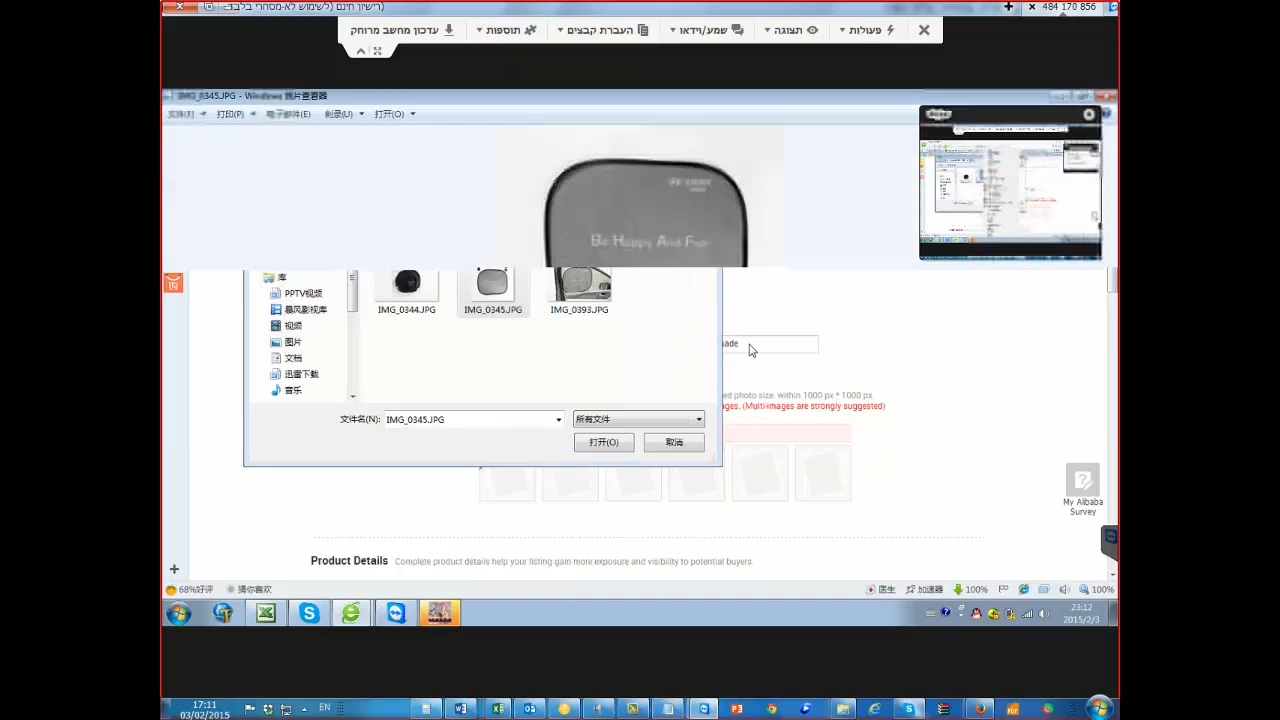 (רישיון חינם (לשימוש לא-מסחרי בלבד
484 170 856
עדכון מחשב מרוחק
תוספות
העברת קבצים
שמע/וידאו
תצוגה
פעולות
IMG_0345.JPG - Windows 照片查看器
文件(F) 打印(P) 电子邮件(E) 刻录(U) 打开(O)
Be Happy And Fun
库
PPTV视频
暴风影视库
视频
图片
文档
迅雷下载
音乐
IMG_0344.JPG IMG_0345.JPG IMG_0393.JPG
文件名(N): IMG_0345.JPG 所有文件
打开(O) 取消
ed photo size: within 1000 px * 1000 px.
ges. (Multi-images are strongly suggested)
My Alibaba
Survey
Product Details Complete product details help your listing gain more exposure and visibility to potential buyers.
68%好评 猜你喜欢 医生 加速器 100% 100%
23:12
2015/2/3
17:11
03/02/2015
EN